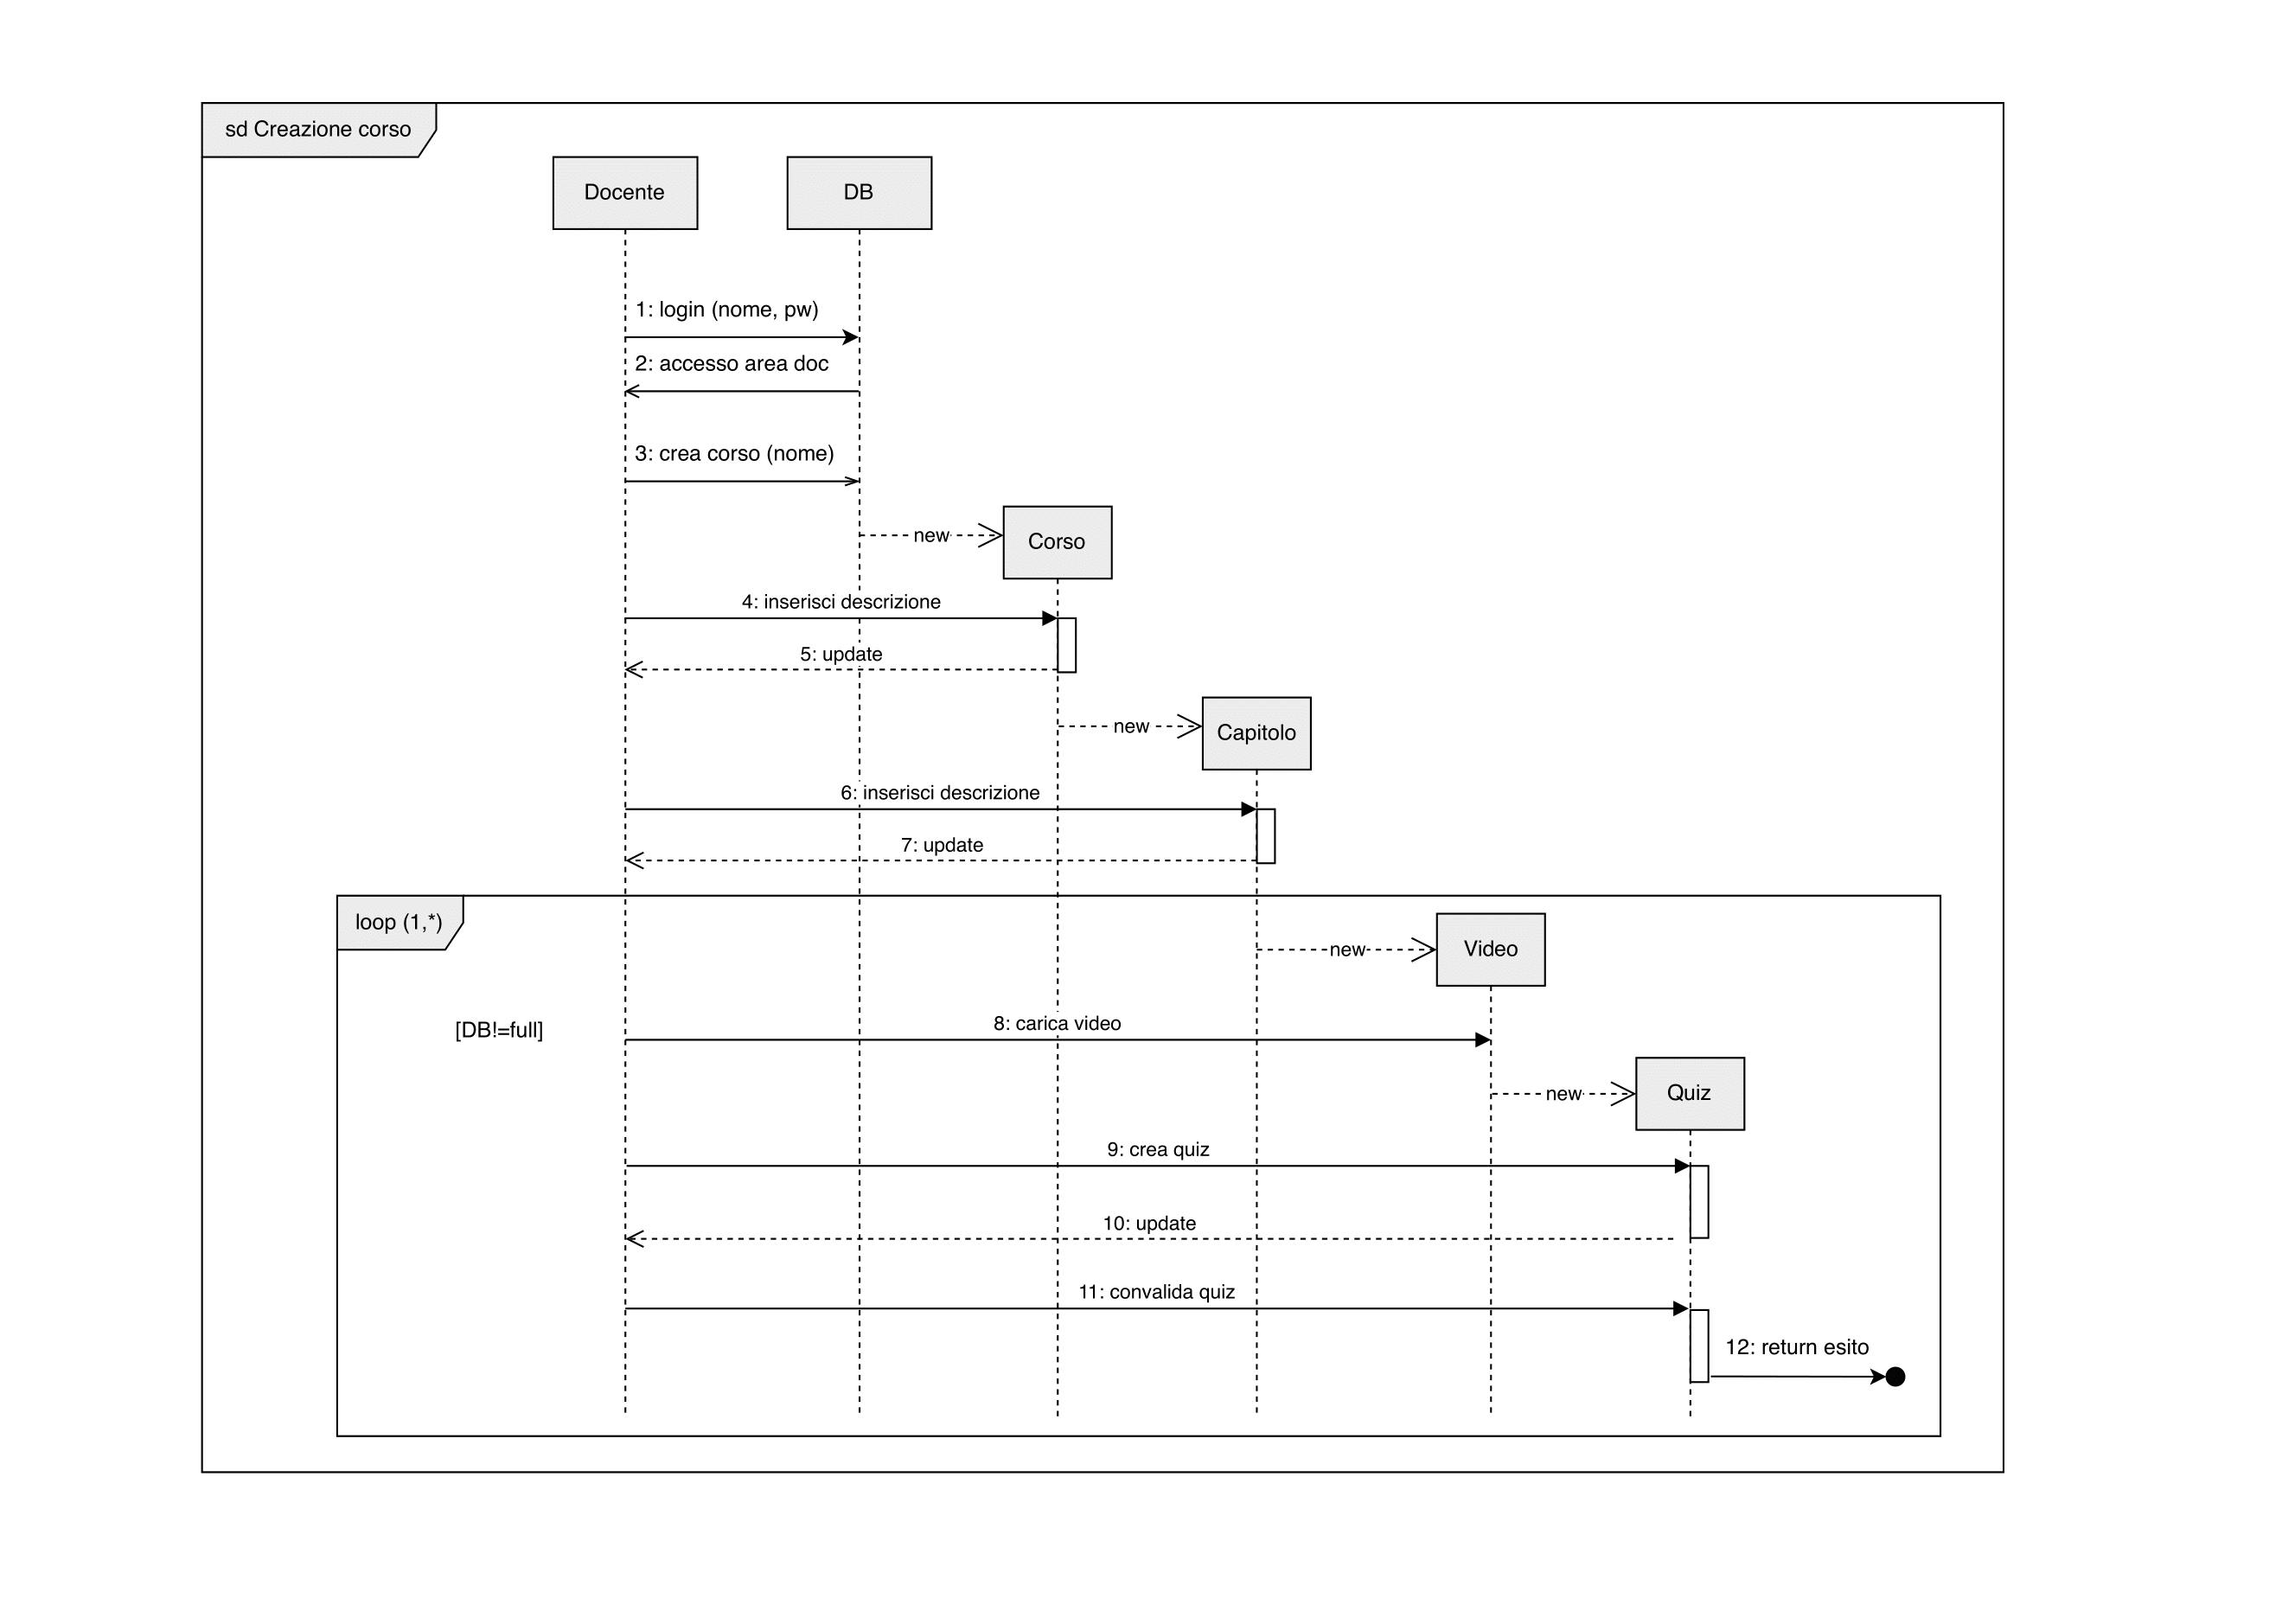 sd Creazione corso
Docente
DB
1: login (nome, pw)
2: accesso area doc
3: crea corso (nome)
new
Corso
4: inserisci descrizione
5: update
new
Capitolo
6: inserisci descrizione
7: update
loop (1,*)
new
Video
[DB!=full]
8: carica video
new
Quiz
9: crea quiz
10: update
11: convalida quiz
12: return esito